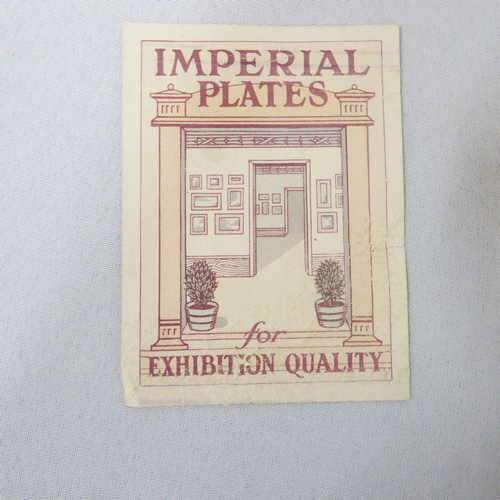 IMPERIAL
PLATES
for
EXHIBITION QUALITY